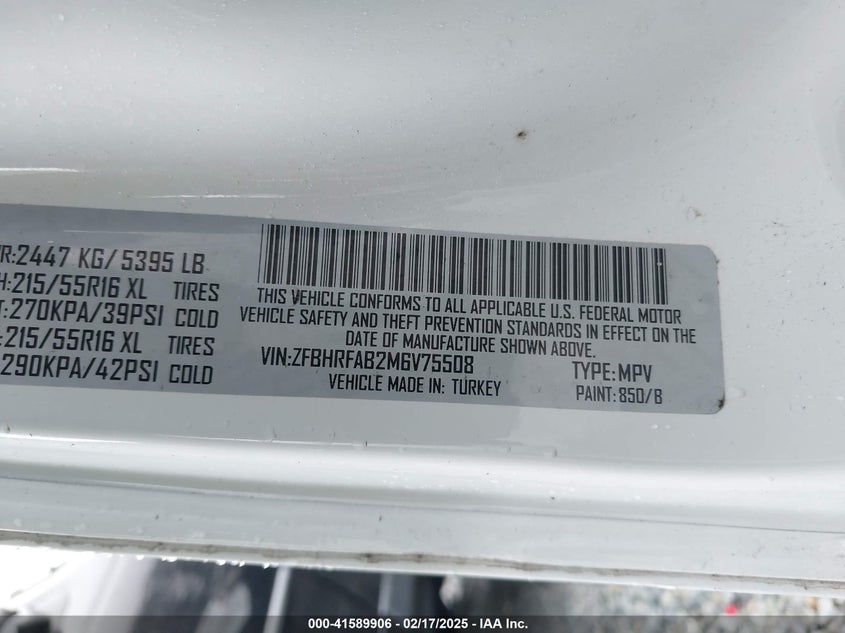 R:2447 KG/5395 LB
H:215/55R16 XL TIRES
T:270KPA/39PSI COLD
:215/55R16 XL TIRES
290KPA/42PSI COLD
THIS VEHICLE CONFORMS TO ALL APPLICABLE U.S. FEDERAL MOTOR
VEHICLE SAFETY AND THEFT PREVENTION STANDARDS IN EFFECT ON THE
DATE OF MANUFACTURE SHOWN ABOVE.
VIN:ZFBHRFAB2M6V75508 TYPE:MPV
VEHICLE MADE IN: TURKEY PAINT:850/B
000-41589906 - 02/17/2025 - IAA Inc.